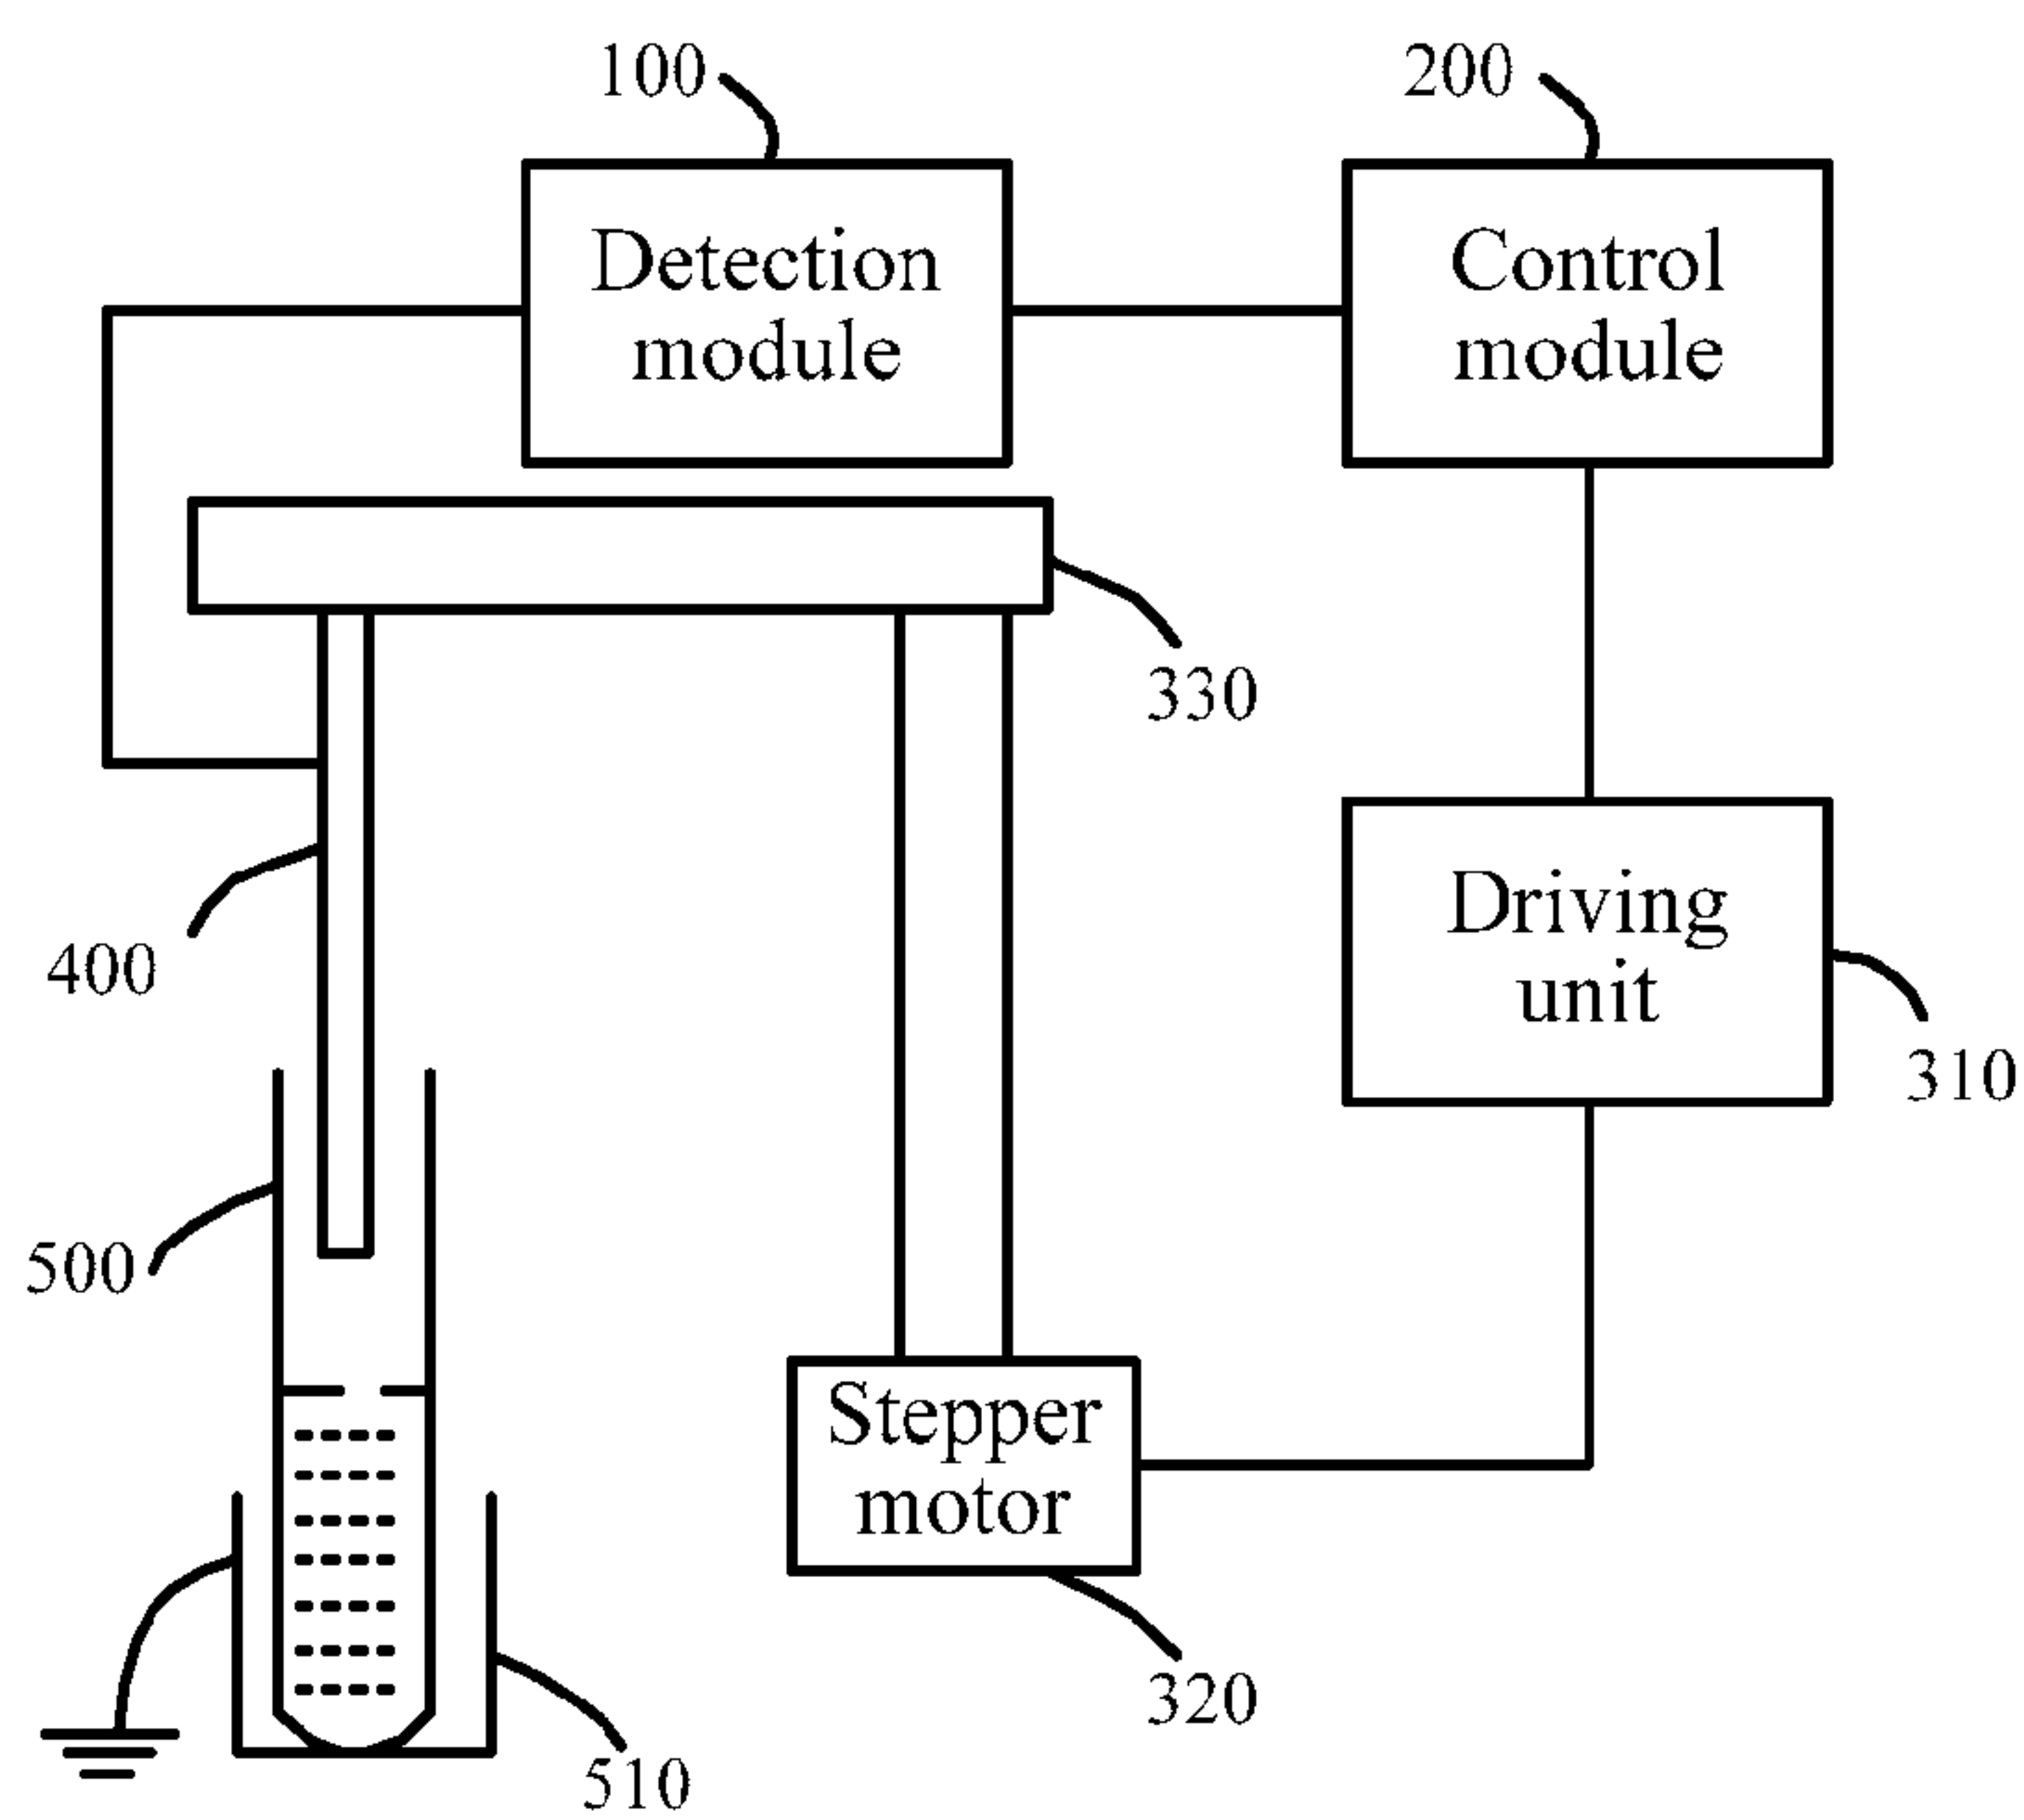 100
200
Detection
module
Control
module
330
400
Driving
unit
310
500
Stepper
motor
320
510